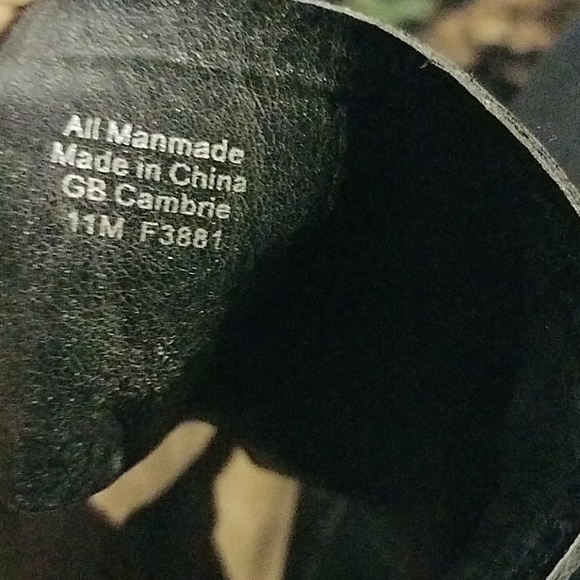 All Manmade
Made in China
GB Cambrie
11M F3881